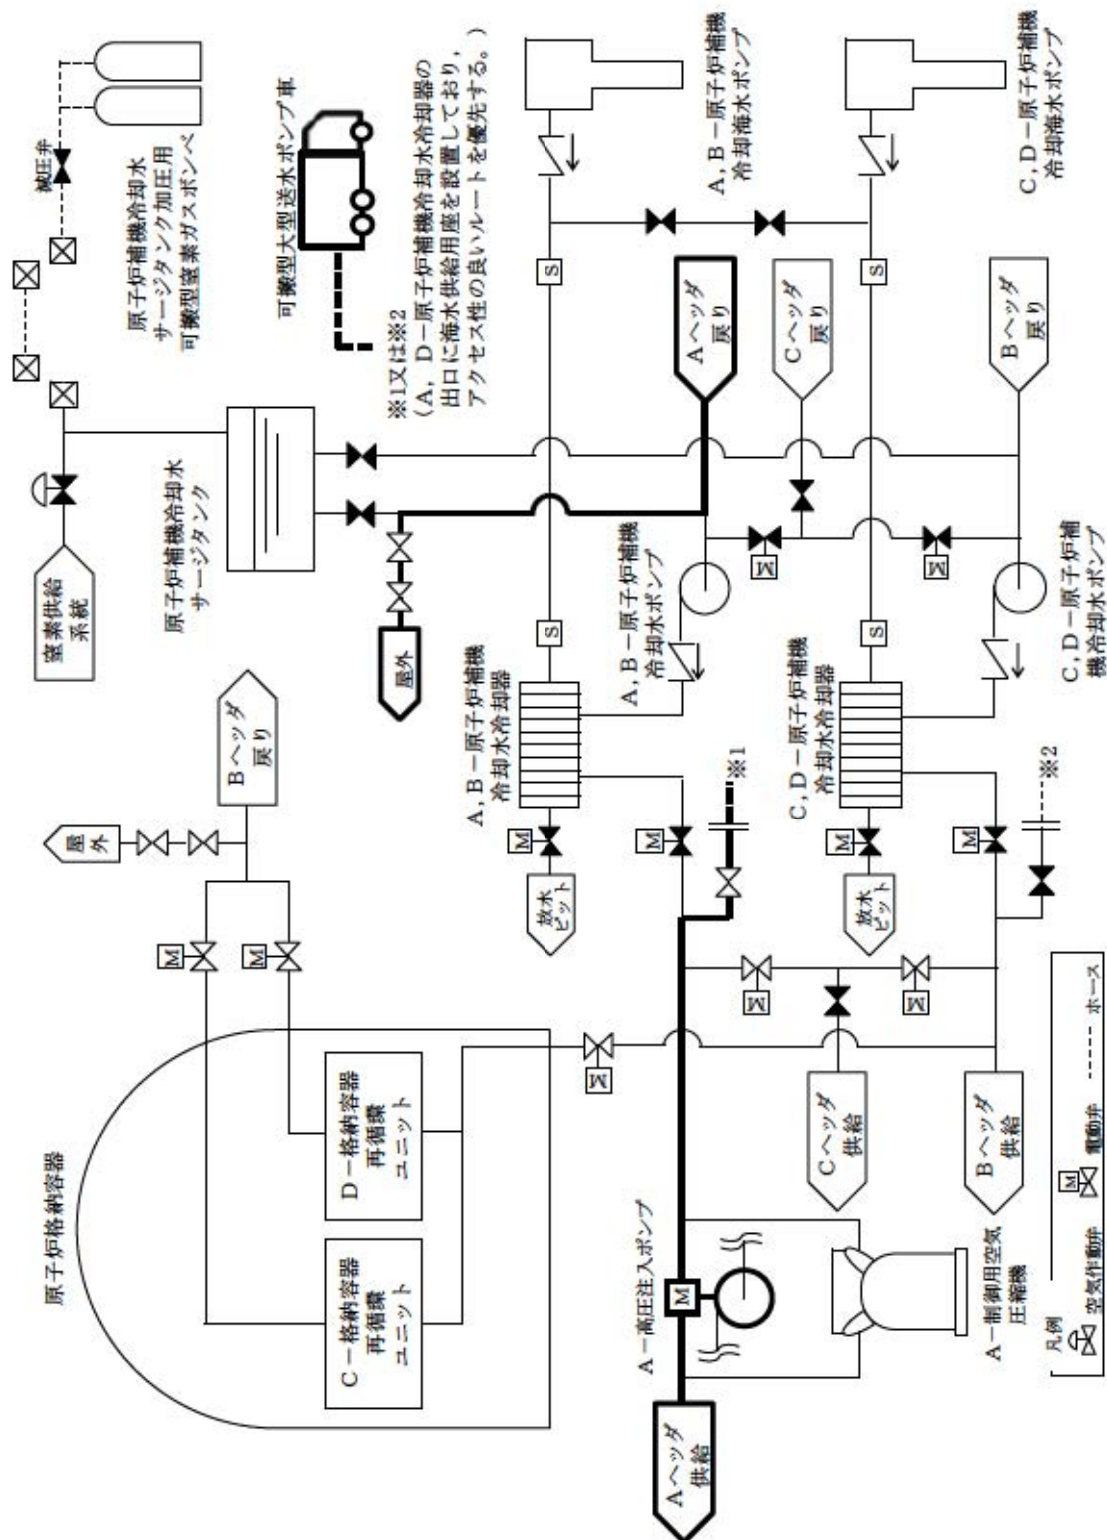 原子炉格納容器
C－格納容器
再循環
ユニット
D－格納容器
再循環
ユニット
M
M
屋外
Bヘッダ
戻り
窒素供給
系統
原子炉補機冷却水
サージタンク
減圧弁
原子炉補機冷却水
サージタンク加圧用
可搬型窒素ガスボンベ
可搬型大型送水ポンプ車
※1又は※2
(A, D－原子炉補機冷却水冷却器の
出口に海水供給用座を設置しており,
アクセス性の良いルートを優先する。)
屋外
M
放水
ピット
M
A,B－原子炉補機
冷却水冷却器
S
S
A,B－原子炉補機
冷却海水ポンプ
A,B－原子炉補機
冷却水ポンプ
M
Aヘッダ
戻り
Cヘッダ
戻り
M
M
Bヘッダ
戻り
Aヘッダ
供給
A－高圧注入ポンプ
M
※1
M
M
Cヘッダ
供給
放水
ピット
M
C,D－原子炉補機
冷却水冷却器
S
S
C,D－原子炉補機
冷却海水ポンプ
C,D－原子炉補
機冷却水ポンプ
A－制御用空気
圧縮機
Bヘッダ
供給
M
※2
凡例
空気作動弁
M
電動弁
ホース